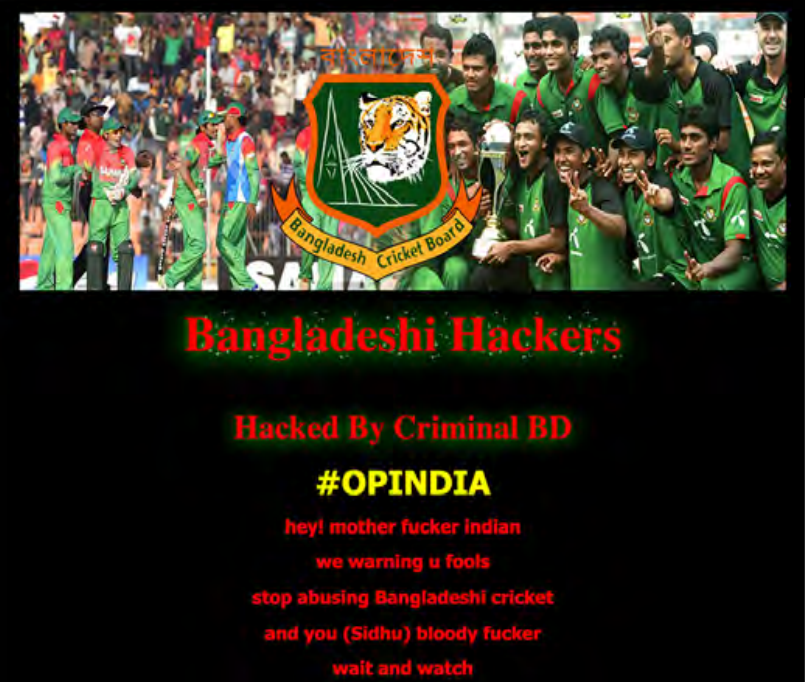 বাংলাদেশ
Bangladesh Cricket Board
Bangladeshi Hackers
Hacked By Criminal BD
#OPINDIA
hey! mother fucker indian
we warning u fools
stop abusing Bangladeshi cricket
and you (Sidhu) bloody fucker
wait and watch